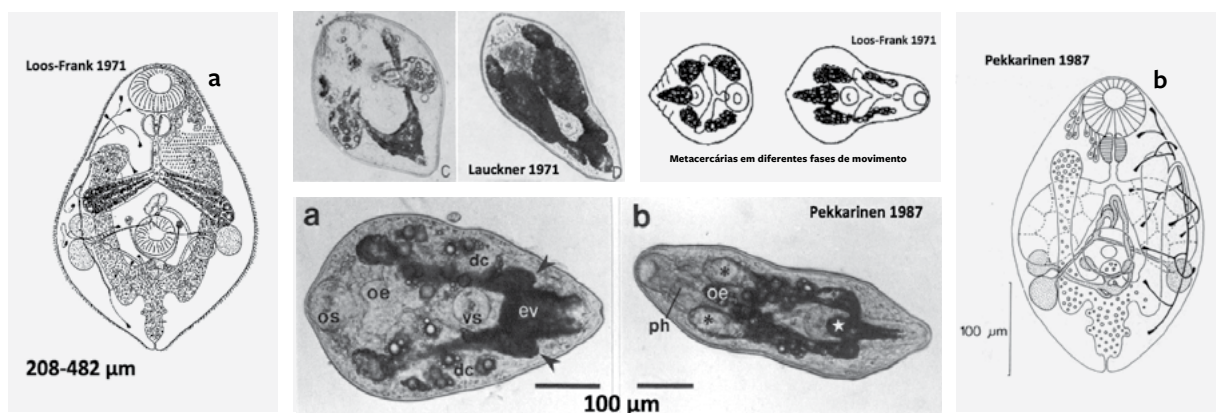 Loos-Frank 1971
a
208-482 µm
C
Lauckner 1971
D
Loos-Frank 1971
Metacercárias em diferentes fases de movimento
a
os
oe
dc
vs
ev
dc
b
Pekkarinen 1987
*
oe
*
ph
100 µm
Pekkarinen 1987
b
100 µm